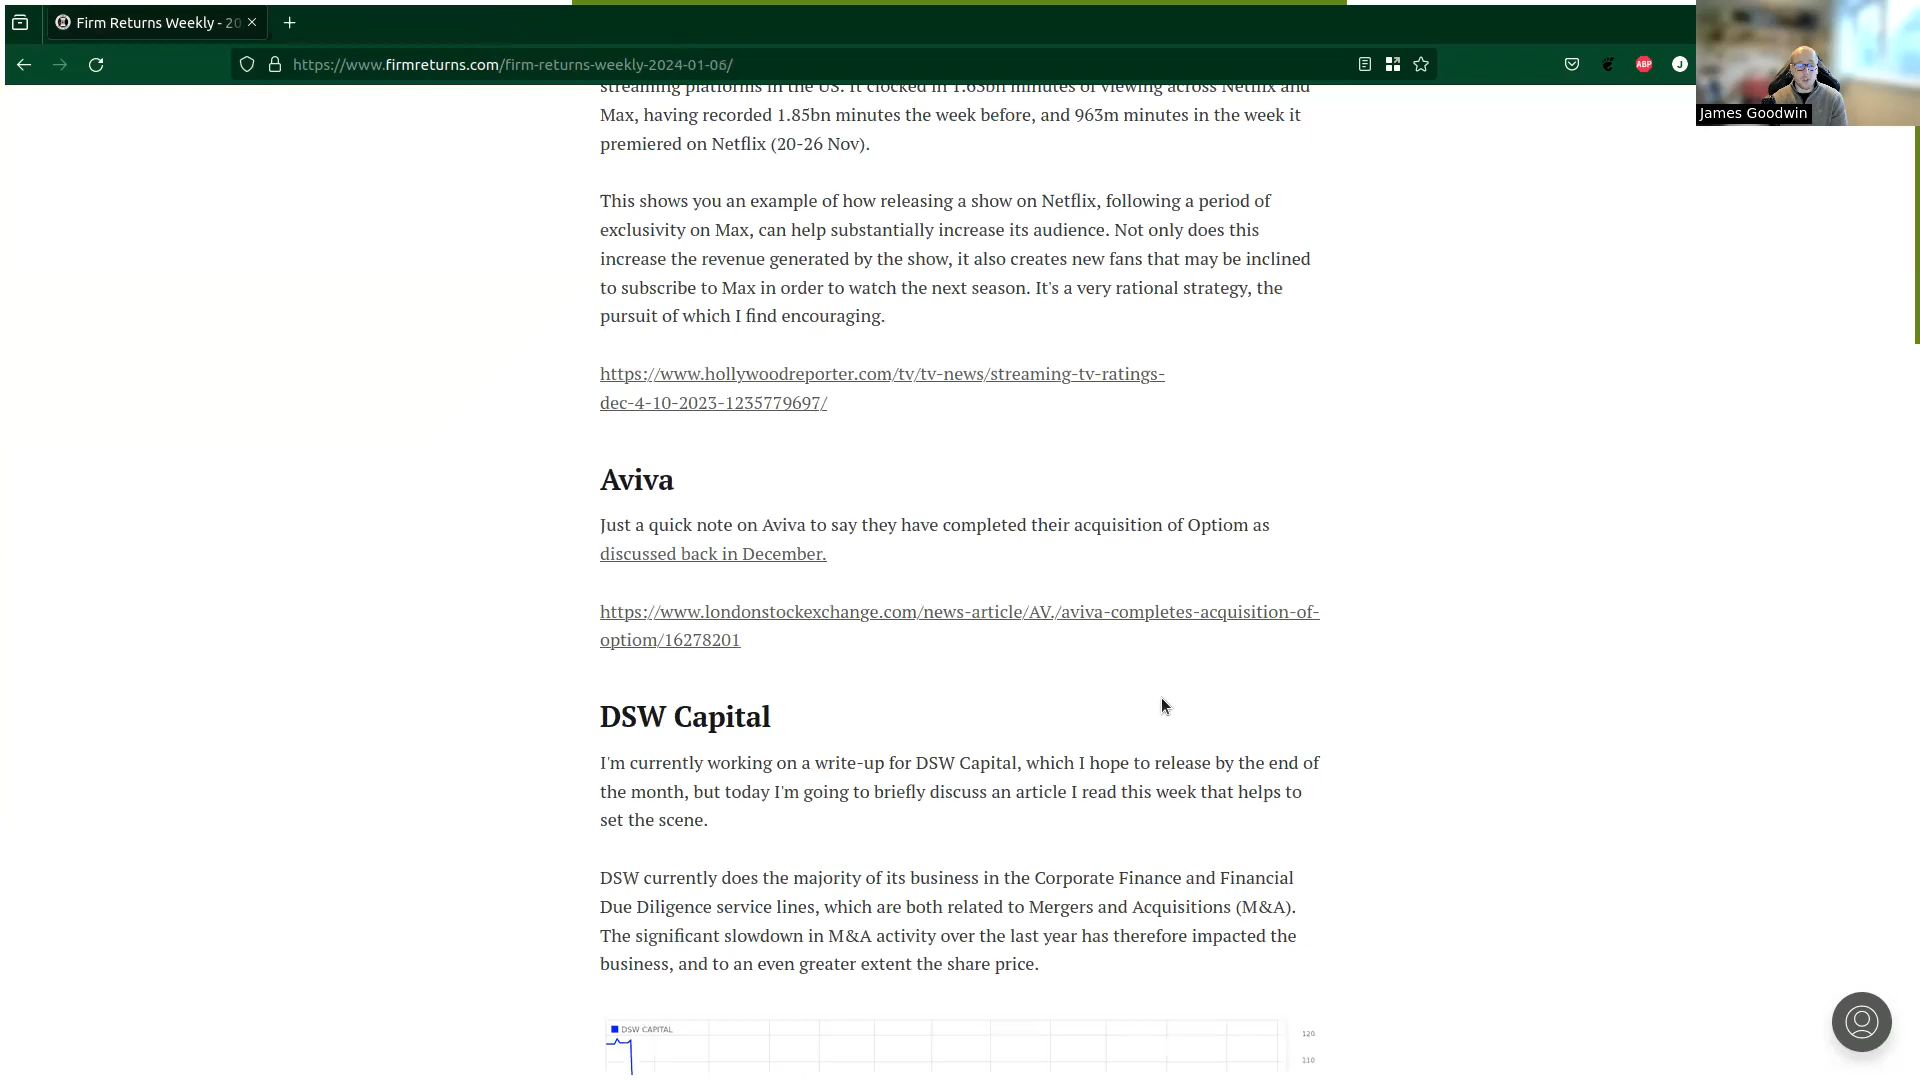 Firm Returns Weekly - 20
https://www.firmreturns.com/firm-returns-weekly-2024-01-06/
ABP
J
James Goodwin
streaming platforms in the US. It clocked in 1.63bn minutes of viewing across Netflix and
Max, having recorded 1.85bn minutes the week before, and 963m minutes in the week it
premiered on Netflix (20-26 Nov).
This shows you an example of how releasing a show on Netflix, following a period of
exclusivity on Max, can help substantially increase its audience. Not only does this
increase the revenue generated by the show, it also creates new fans that may be inclined
to subscribe to Max in order to watch the next season. It's a very rational strategy, the
pursuit of which I find encouraging.
https://www.hollywoodreporter.com/tv/tv-news/streaming-tv-ratings-
dec-4-10-2023-1235779697/
Aviva
Just a quick note on Aviva to say they have completed their acquisition of Optiom as
discussed back in December.
https://www.londonstockexchange.com/news-article/AV./aviva-completes-acquisition-of-
optiom/16278201
DSW Capital
I'm currently working on a write-up for DSW Capital, which I hope to release by the end of
the month, but today I'm going to briefly discuss an article I read this week that helps to
set the scene.
DSW currently does the majority of its business in the Corporate Finance and Financial
Due Diligence service lines, which are both related to Mergers and Acquisitions (M&A).
The significant slowdown in M&A activity over the last year has therefore impacted the
business, and to an even greater extent the share price.
DSW CAPITAL
120
110